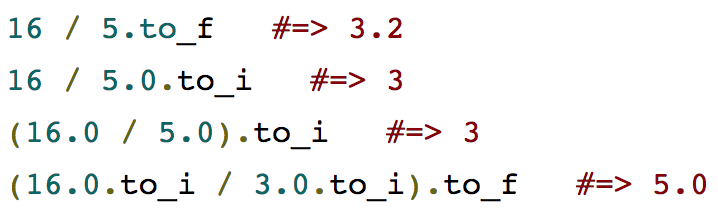 16 / 5.to_f   #=> 3.2
16 / 5.0.to_i   #=> 3
(16.0 / 5.0).to_i   #=> 3
(16.0.to_i / 3.0.to_i).to_f   #=> 5.0